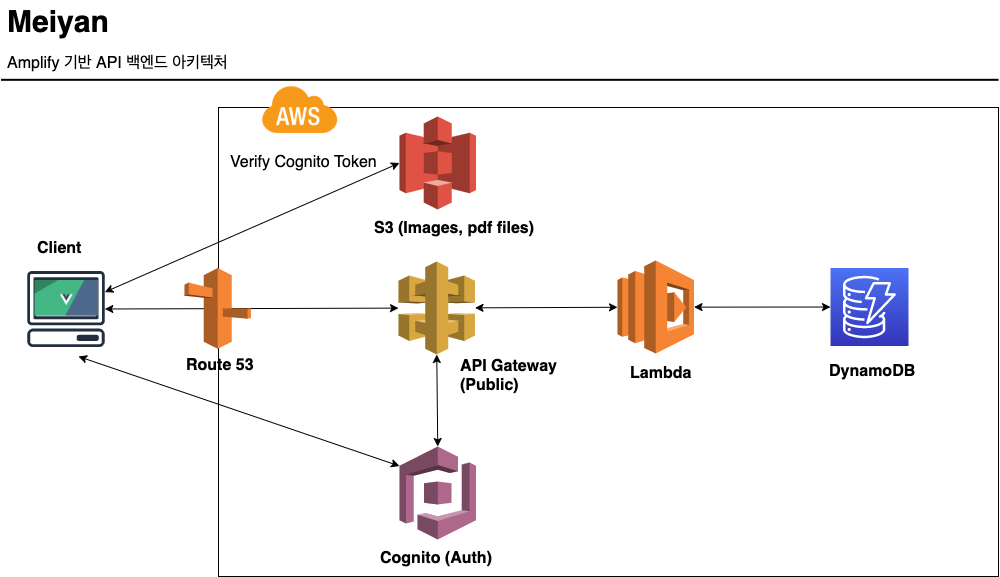 Meiyan
Amplify 기반 API 백엔드 아키텍처
AWS
Verify Cognito Token
S3 (Images, pdf files)
Client
Route 53
API Gateway
(Public)
Lambda
DynamoDB
Cognito (Auth)